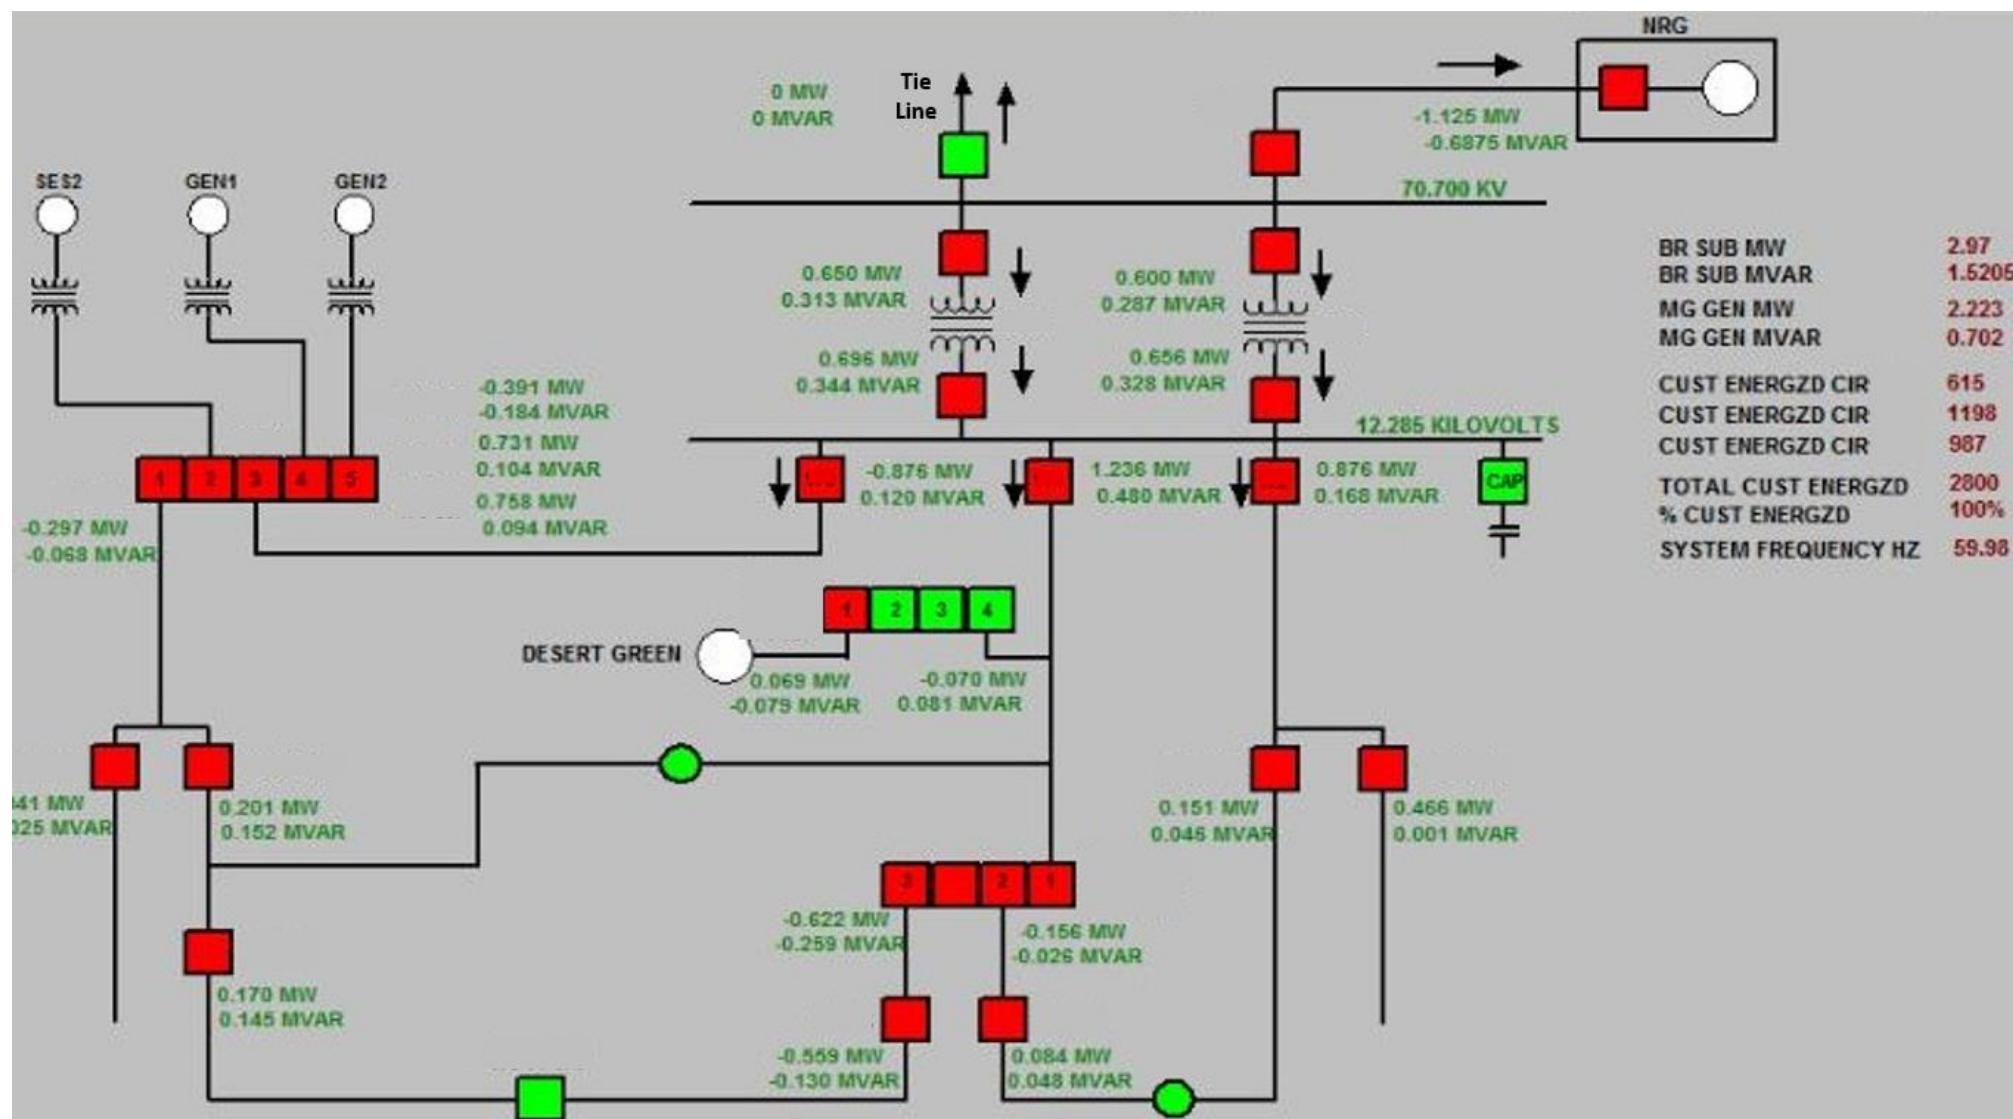 NRG
Tie
Line
0 MW
0 MVAR
-1.125 MW
-0.6875 MVAR
70.700 KV
SES2
GEN1
GEN2
0.650 MW
0.313 MVAR
0.600 MW
0.287 MVAR
0.696 MW
0.344 MVAR
0.656 MW
0.328 MVAR
BR SUB MW 2.97
BR SUB MVAR 1.5205
MG GEN MW 2.223
MG GEN MVAR 0.702
CUST ENERGZD CIR 615
CUST ENERGZD CIR 1198
CUST ENERGZD CIR 987
TOTAL CUST ENERGZD 2800
% CUST ENERGZD 100%
SYSTEM FREQUENCY HZ 59.98
-0.391 MW
-0.184 MVAR
0.731 MW
0.104 MVAR
0.758 MW
0.094 MVAR
12.285 KILOVOLTS
1 2 3 4 5
-0.876 MW
0.120 MVAR
1.236 MW
0.480 MVAR
0.876 MW
0.168 MVAR
CAP
-0.297 MW
-0.068 MVAR
1 2 3 4
DESERT GREEN
0.069 MW
-0.079 MVAR
-0.070 MW
0.081 MVAR
41 MW
025 MVAR
0.201 MW
0.152 MVAR
0.151 MW
0.046 MVAR
0.466 MW
0.001 MVAR
3 2 1
-0.622 MW
-0.259 MVAR
-0.156 MW
-0.026 MVAR
0.170 MW
0.145 MVAR
-0.559 MW
-0.130 MVAR
0.084 MW
0.048 MVAR